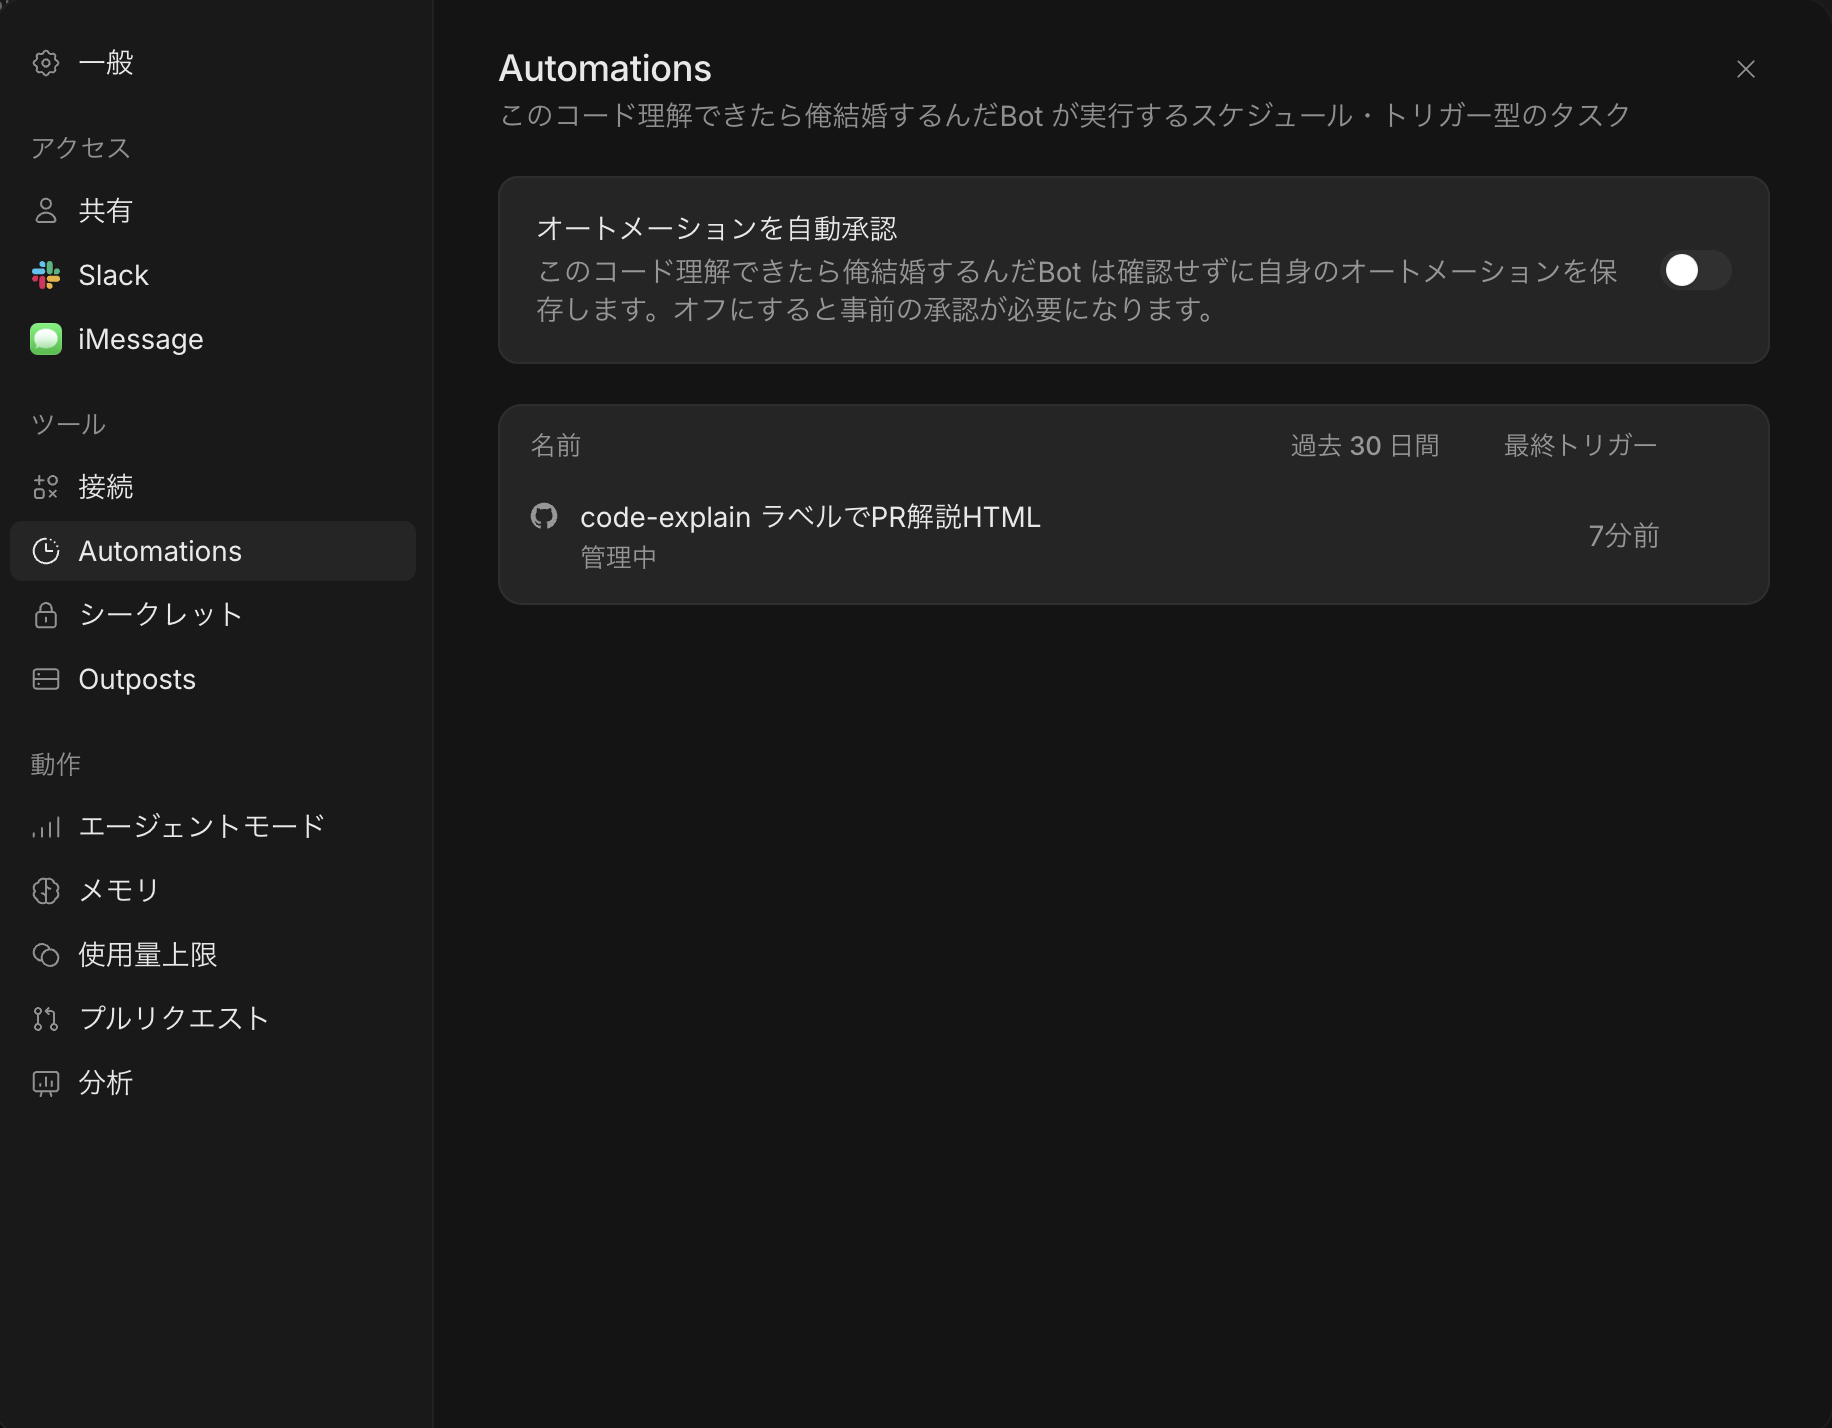 一般
アクセス
共有
Slack
iMessage
ツール
接続
Automations
シークレット
Outposts
動作
エージェントモード
メモリ
使用量上限
プルリクエスト
分析
Automations
このコード理解できたら俺結婚するんだBot が実行するスケジュール・トリガー型のタスク
オートメーションを自動承認
このコード理解できたら俺結婚するんだBot は確認せずに自身のオートメーションを保
存します。オフにすると事前の承認が必要になります。
名前 過去 30 日間 最終トリガー
code-explain ラベルでPR解説HTML
管理中
7分前